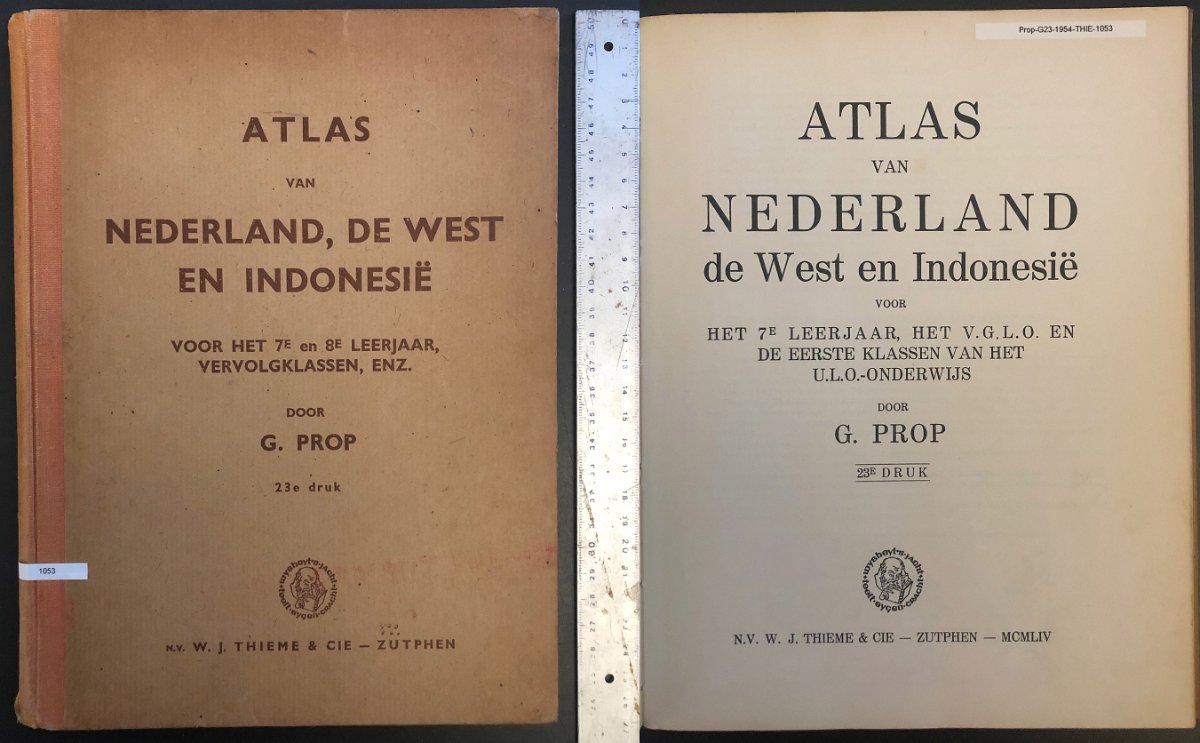 ATLAS
VAN
NEDERLAND, DE WEST
EN INDONESIË
VOOR HET 7E en 8E LEERJAAR,
VERVOLGKLASSEN, ENZ.
DOOR
G. PROP
23e druk
1053
N.V. W. J. THIEME & CIE — ZUTPHEN
Prop-G23-1954-THIE-1053
ATLAS
VAN
NEDERLAND
de West en Indonesië
VOOR
HET 7E LEERJAAR, HET V.G.L.O. EN
DE EERSTE KLASSEN VAN HET
U.L.O.-ONDERWIJS
DOOR
G. PROP
23E DRUK
N.V. W. J. THIEME & CIE — ZUTPHEN — MCMLIV